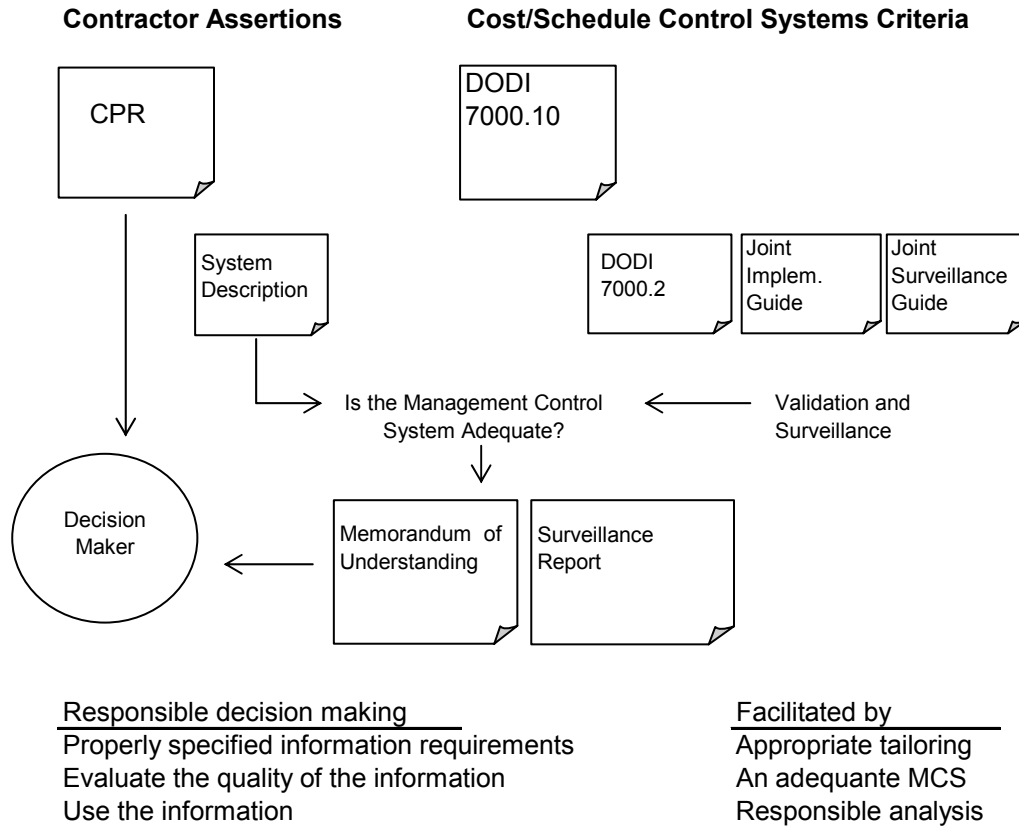 Contractor Assertions
Cost/Schedule Control Systems Criteria
CPR
DODI
7000.10
System
Description
DODI
7000.2
Joint
Implem.
Guide
Joint
Surveillance
Guide
Is the Management Control
System Adequate?
Validation and
Surveillance
Decision
Maker
Memorandum of
Understanding
Surveillance
Report
Responsible decision making
Facilitated by
Properly specified information requirements
Appropriate tailoring
Evaluate the quality of the information
An adequante MCS
Use the information
Responsible analysis